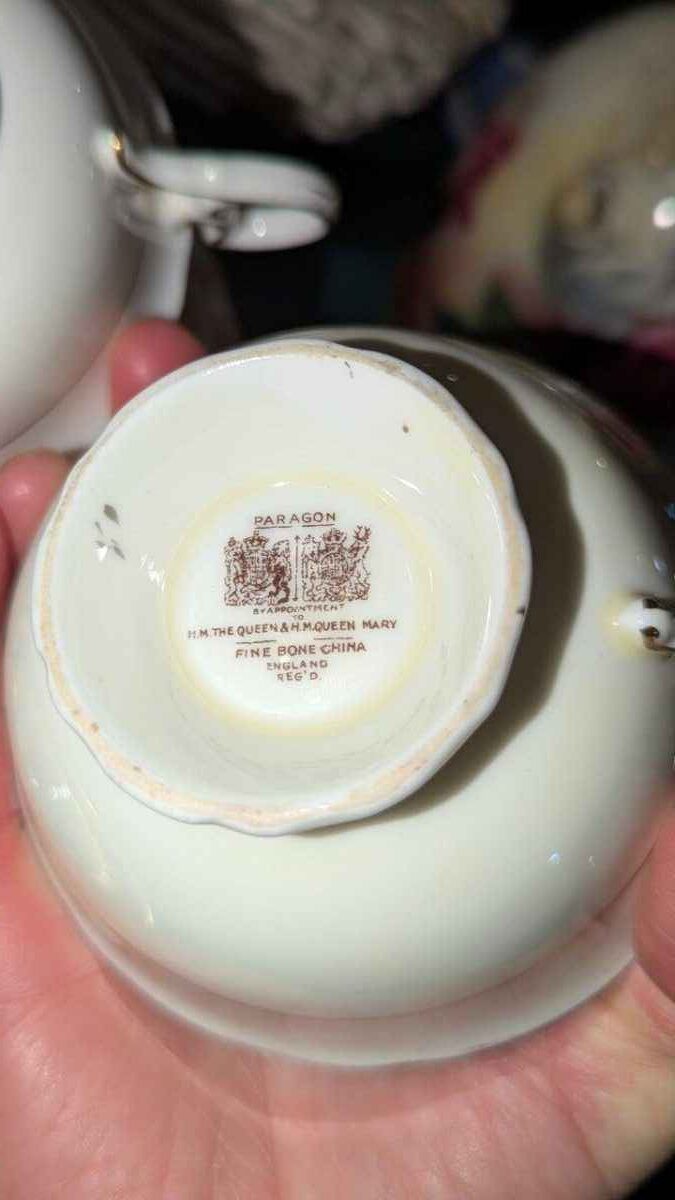 PARAGON
BY APPOINTMENT
TO
H.M. THE QUEEN & H.M. QUEEN MARY
FINE BONE CHINA
ENGLAND
REG'D.